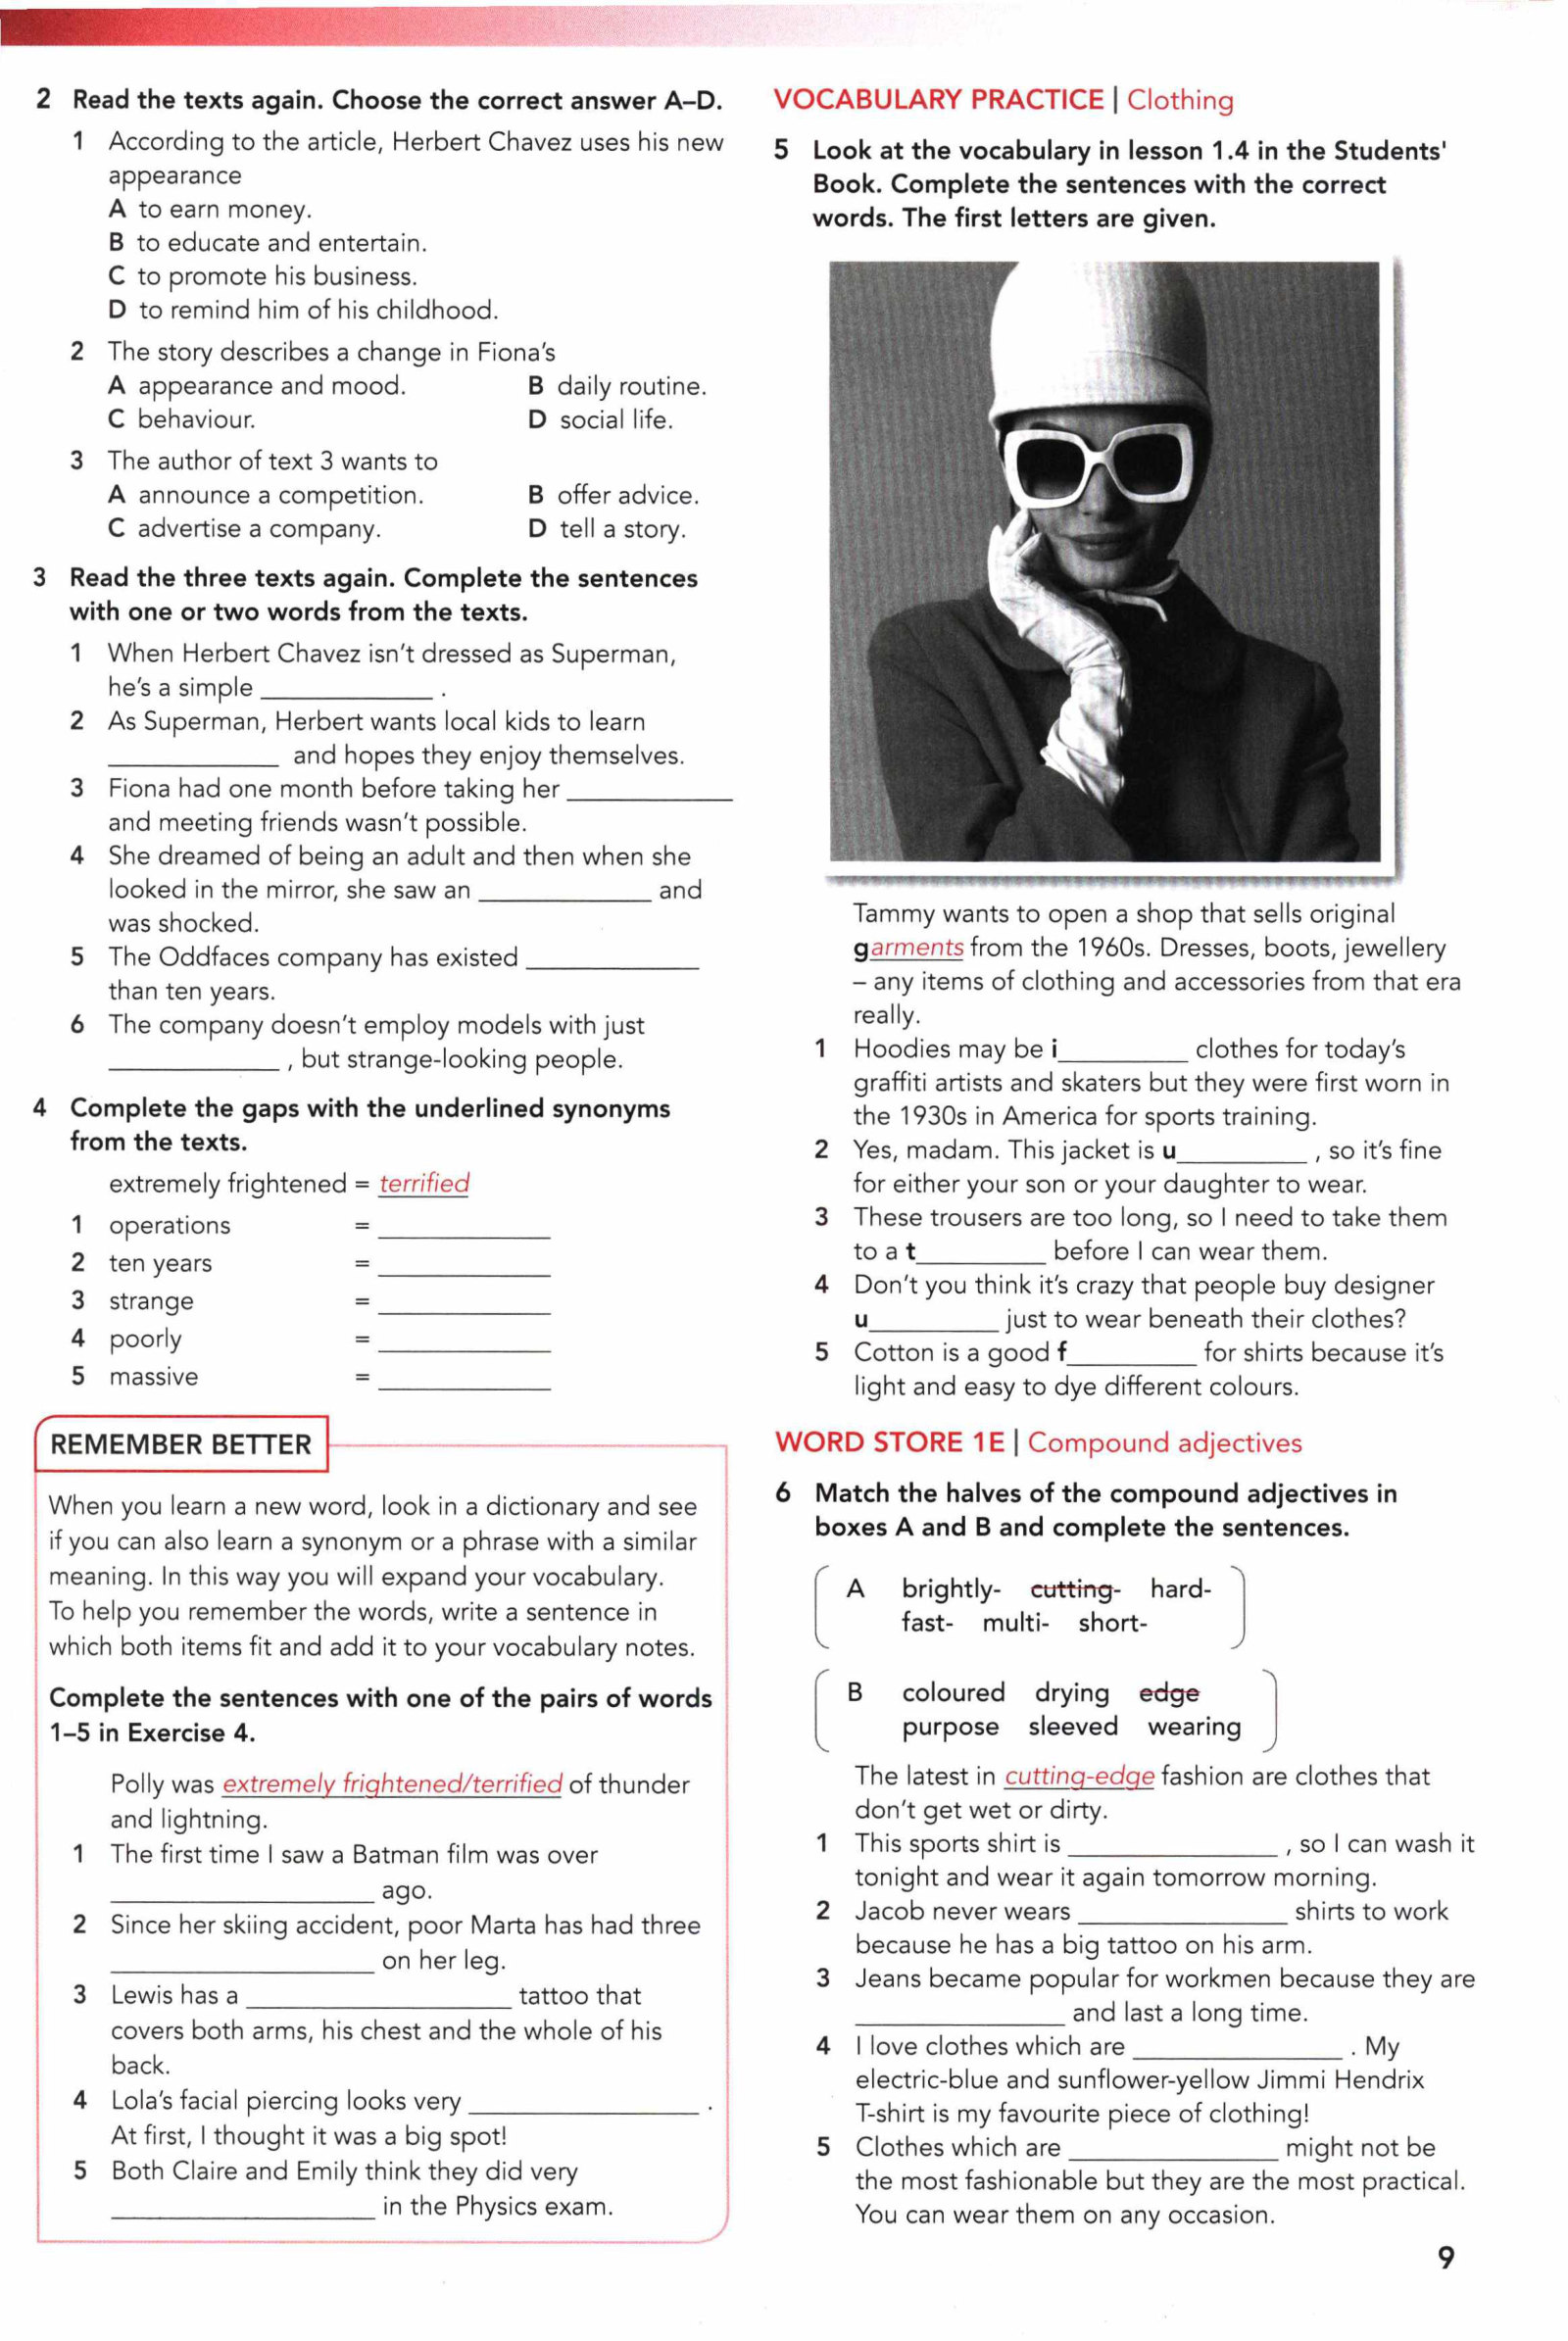 2 Read the texts again. Choose the correct answer A–D.
1 According to the article, Herbert Chavez uses his new
appearance
A to earn money.
B to educate and entertain.
C to promote his business.
D to remind him of his childhood.
2 The story describes a change in Fiona's
A appearance and mood. B daily routine.
C behaviour. D social life.
3 The author of text 3 wants to
A announce a competition. B offer advice.
C advertise a company. D tell a story.
3 Read the three texts again. Complete the sentences
with one or two words from the texts.
1 When Herbert Chavez isn't dressed as Superman,
he's a simple ____________ .
2 As Superman, Herbert wants local kids to learn
____________ and hopes they enjoy themselves.
3 Fiona had one month before taking her ____________
and meeting friends wasn't possible.
4 She dreamed of being an adult and then when she
looked in the mirror, she saw an ____________ and
was shocked.
5 The Oddfaces company has existed ____________
than ten years.
6 The company doesn't employ models with just
____________ , but strange-looking people.
4 Complete the gaps with the underlined synonyms
from the texts.
extremely frightened = terrified
1 operations = ____________
2 ten years = ____________
3 strange = ____________
4 poorly = ____________
5 massive = ____________
REMEMBER BETTER
When you learn a new word, look in a dictionary and see
if you can also learn a synonym or a phrase with a similar
meaning. In this way you will expand your vocabulary.
To help you remember the words, write a sentence in
which both items fit and add it to your vocabulary notes.
Complete the sentences with one of the pairs of words
1–5 in Exercise 4.
Polly was extremely frightened/terrified of thunder
and lightning.
1 The first time I saw a Batman film was over
__________________ ago.
2 Since her skiing accident, poor Marta has had three
__________________ on her leg.
3 Lewis has a __________________ tattoo that
covers both arms, his chest and the whole of his
back.
4 Lola's facial piercing looks very ________________ .
At first, I thought it was a big spot!
5 Both Claire and Emily think they did very
__________________ in the Physics exam.
VOCABULARY PRACTICE | Clothing
5 Look at the vocabulary in lesson 1.4 in the Students'
Book. Complete the sentences with the correct
words. The first letters are given.
Tammy wants to open a shop that sells original
garments from the 1960s. Dresses, boots, jewellery
– any items of clothing and accessories from that era
really.
1 Hoodies may be i_________ clothes for today's
graffiti artists and skaters but they were first worn in
the 1930s in America for sports training.
2 Yes, madam. This jacket is u_________ , so it's fine
for either your son or your daughter to wear.
3 These trousers are too long, so I need to take them
to a t_________ before I can wear them.
4 Don't you think it's crazy that people buy designer
u_________ just to wear beneath their clothes?
5 Cotton is a good f_________ for shirts because it's
light and easy to dye different colours.
WORD STORE 1E | Compound adjectives
6 Match the halves of the compound adjectives in
boxes A and B and complete the sentences.
A brightly- cutting- hard-
fast- multi- short-
B coloured drying edge
purpose sleeved wearing
The latest in cutting-edge fashion are clothes that
don't get wet or dirty.
1 This sports shirt is ______________ , so I can wash it
tonight and wear it again tomorrow morning.
2 Jacob never wears ______________ shirts to work
because he has a big tattoo on his arm.
3 Jeans became popular for workmen because they are
______________ and last a long time.
4 I love clothes which are ______________ . My
electric-blue and sunflower-yellow Jimmi Hendrix
T-shirt is my favourite piece of clothing!
5 Clothes which are ______________ might not be
the most fashionable but they are the most practical.
You can wear them on any occasion.
9